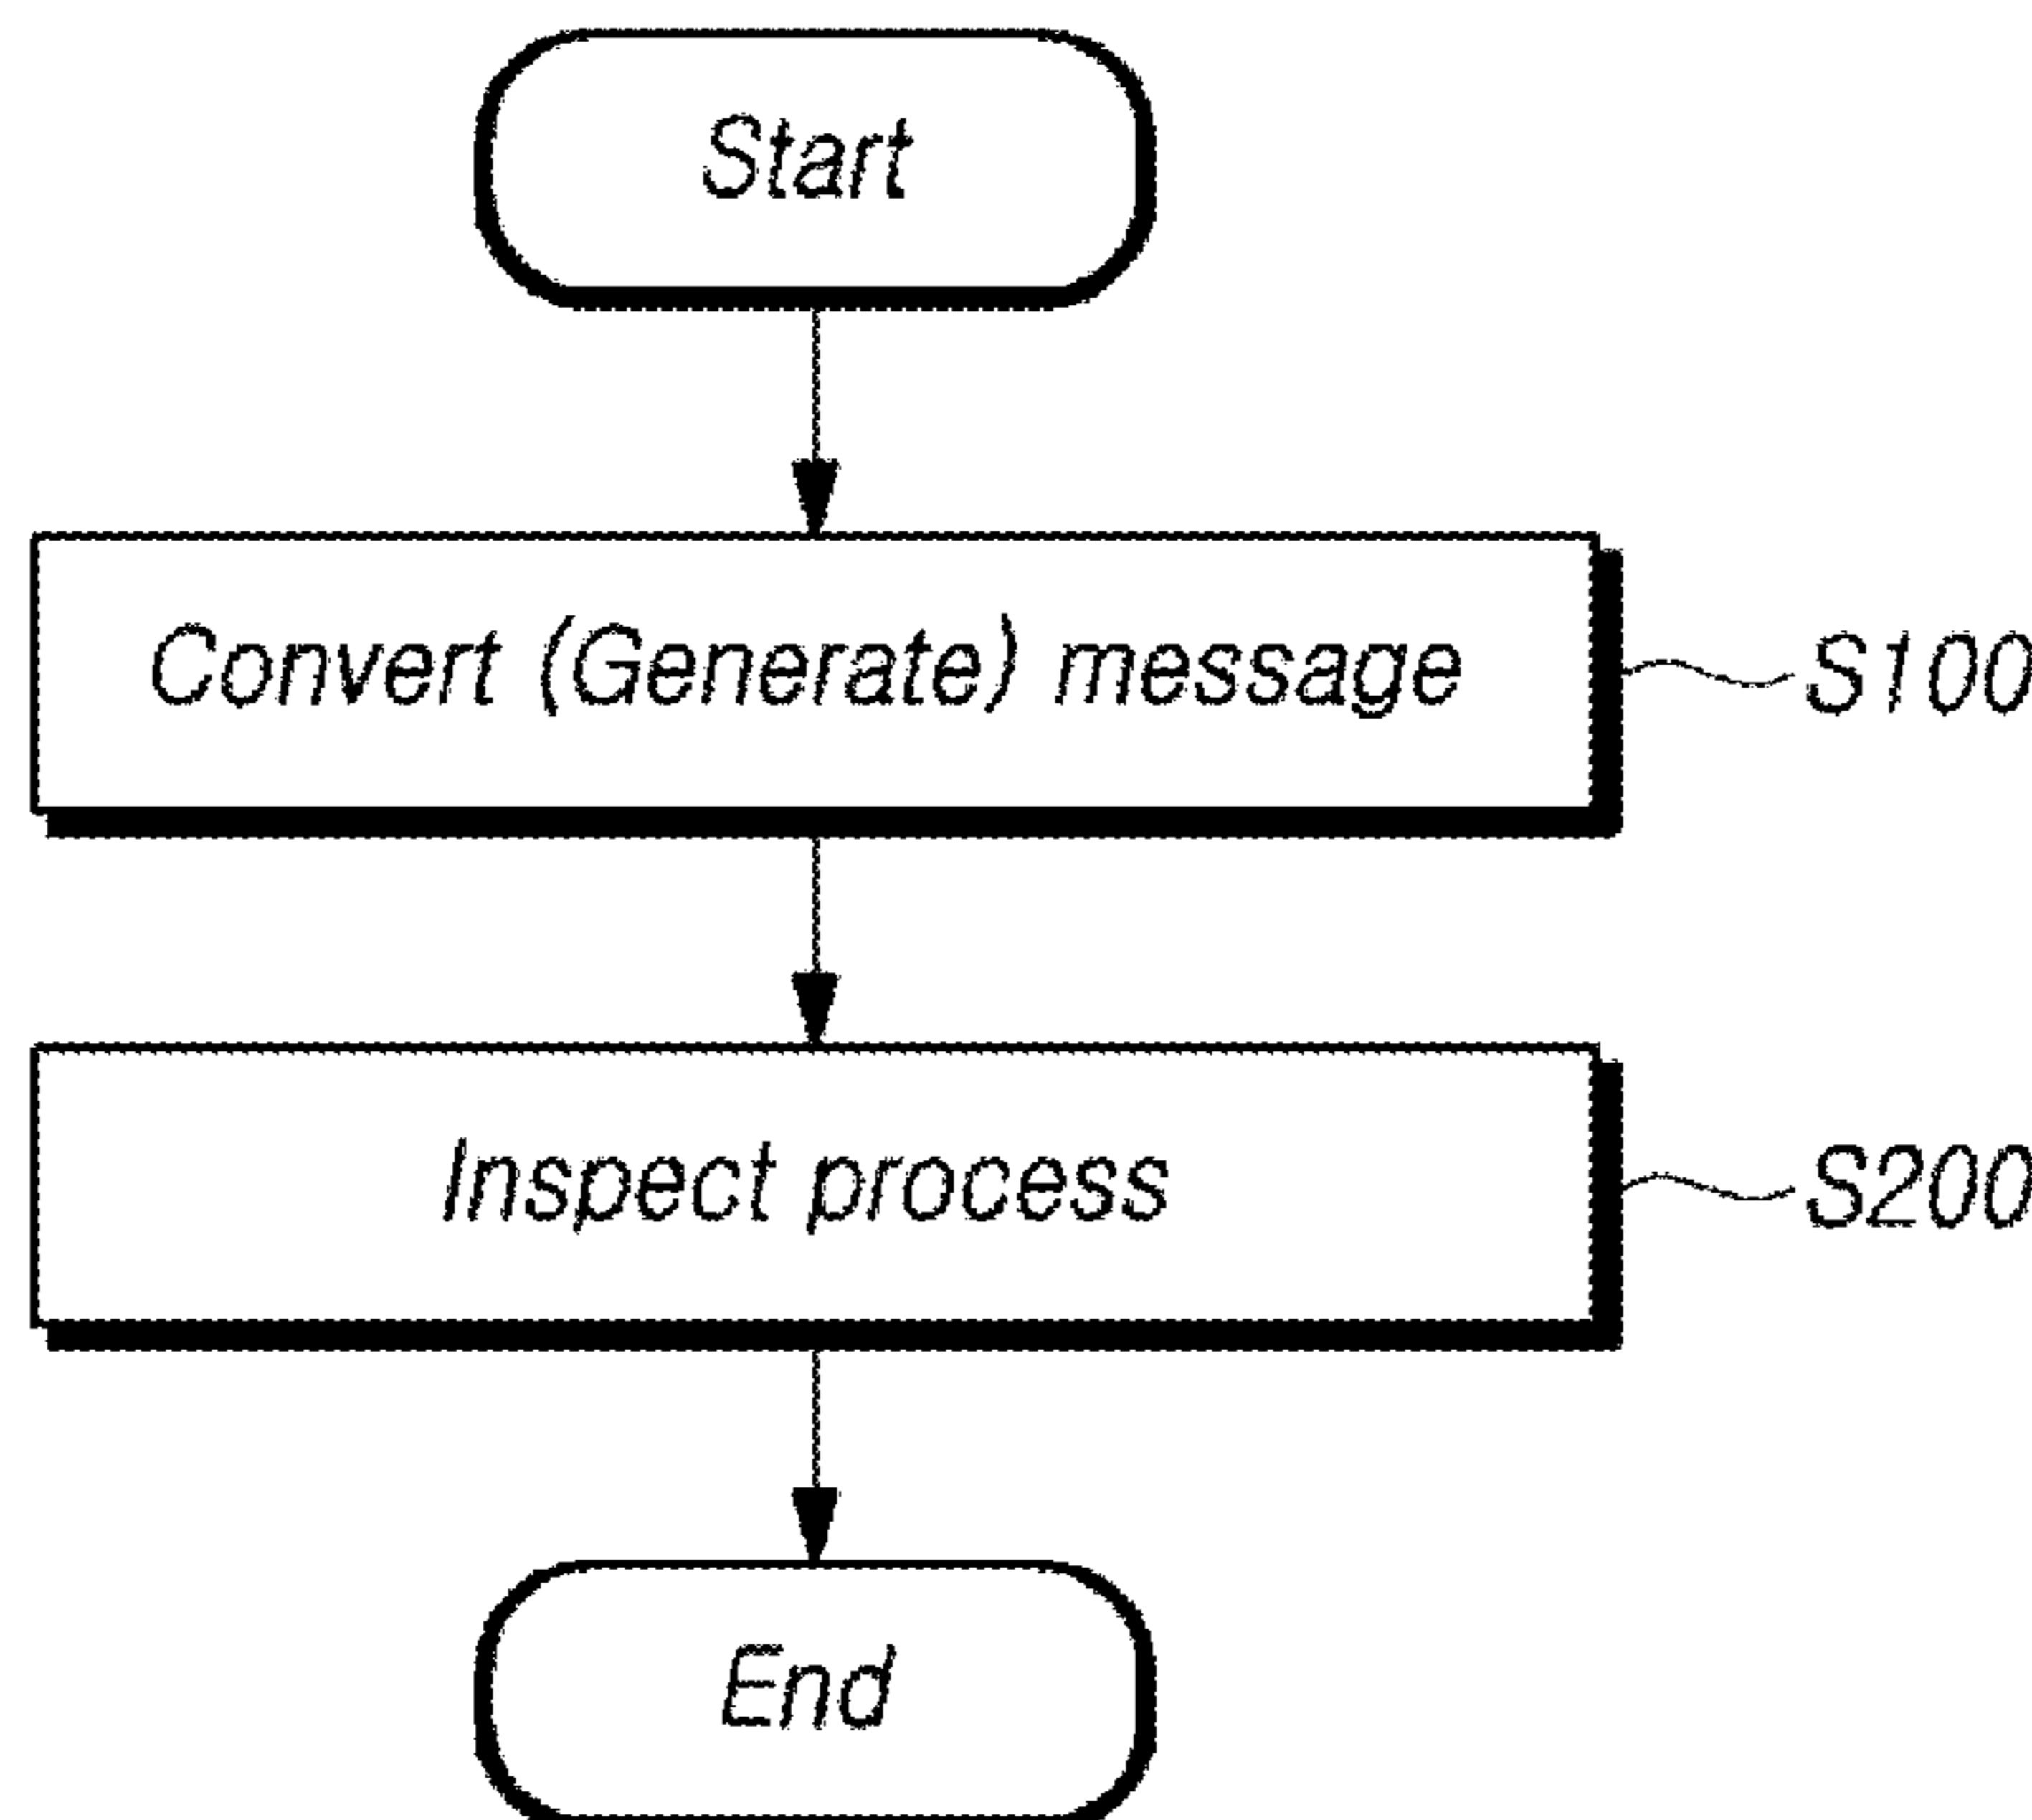 Start
Convert (Generate) message
S100
Inspect process
S200
End